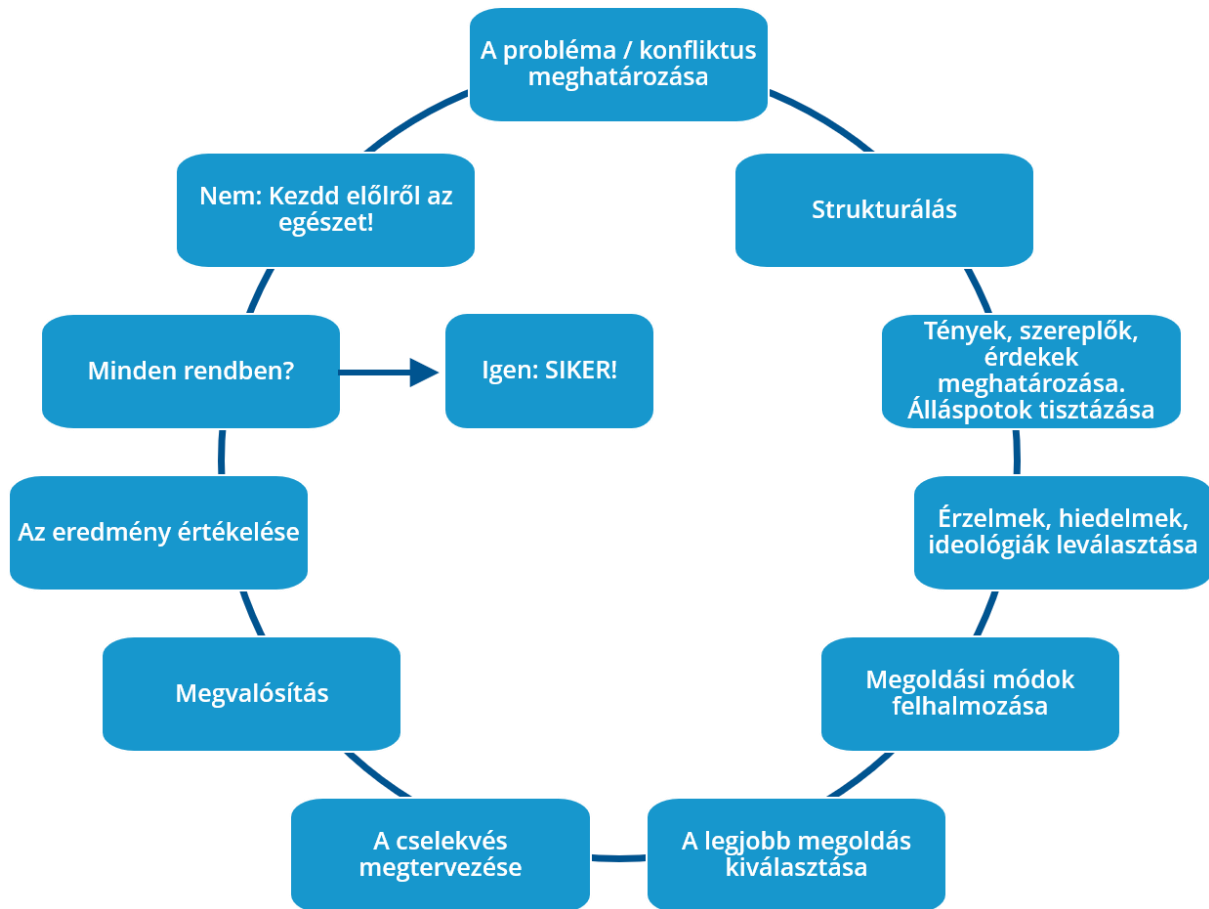 A probléma / konfliktus
meghatározása
Strukturálás
Tények, szereplők,
érdekek
meghatározása.
Álláspotok tisztázása
Érzelmek, hiedelmek,
ideológiák leválasztása
Megoldási módok
felhalmozása
A legjobb megoldás
kiválasztása
A cselekvés
megtervezése
Megvalósítás
Az eredmény értékelése
Minden rendben?
Igen: SIKER!
Nem: Kezdd előlről az
egészet!